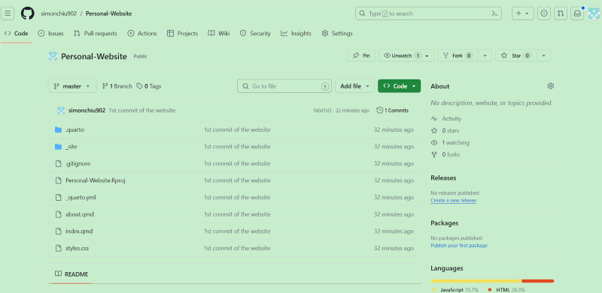 simonchiu902 / Personal-Website
Type / to search
Code Issues Pull requests Actions Projects Wiki Security Insights Settings
Personal-Website Public
Pin Unwatch 1 Fork 0 Star 0
master 1 Branch 0 Tags
Go to file t
Add file Code
simonchiu902 1st commit of the website
32 minutes ago 1 Commits
.quarto 1st commit of the website 32 minutes ago
_site 1st commit of the website 32 minutes ago
.gitignore 1st commit of the website 32 minutes ago
Personal-Website.Rproj 1st commit of the website 32 minutes ago
_quarto.yml 1st commit of the website 32 minutes ago
about.qmd 1st commit of the website 32 minutes ago
index.qmd 1st commit of the website 32 minutes ago
styles.css 1st commit of the website 32 minutes ago
README
About
No description, website, or topics provided.
Activity
0 stars
1 watching
0 forks
Releases
No releases published
Create a new release
Packages
No packages published
Publish your first package
Languages
JavaScript 73.7% HTML 26.3%